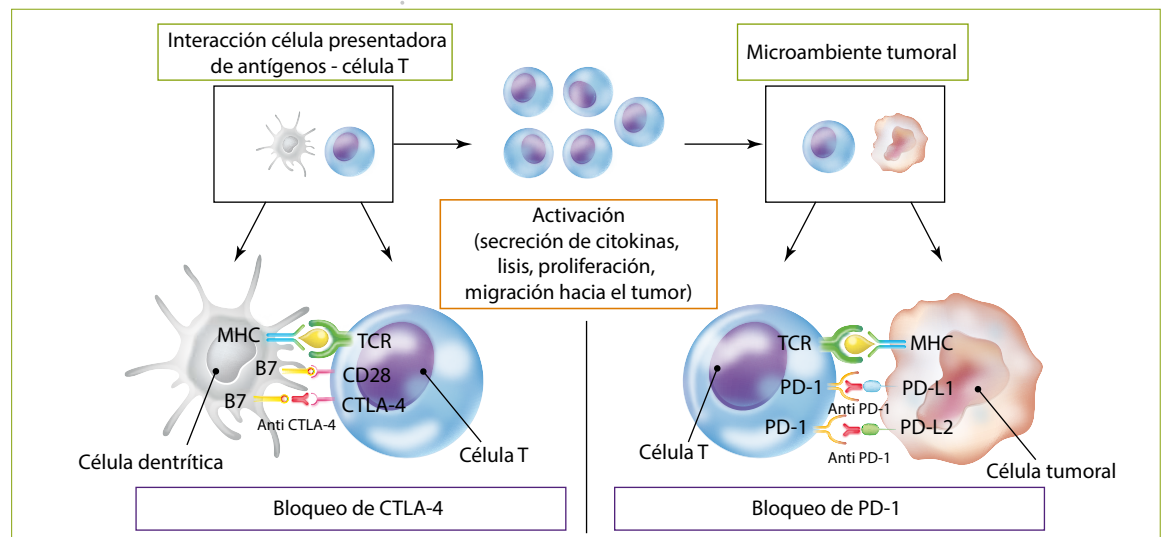 Interacción célula presentadora
de antígenos - célula T
Microambiente tumoral
Activación
(secreción de citokinas,
lisis, proliferación,
migración hacia el tumor)
MHC
TCR
B7
CD28
B7
CTLA-4
Anti CTLA-4
Célula dentrítica
Célula T
Bloqueo de CTLA-4
TCR
MHC
PD-1
PD-L1
Anti PD-1
PD-1
PD-L2
Anti PD-1
Célula T
Célula tumoral
Bloqueo de PD-1